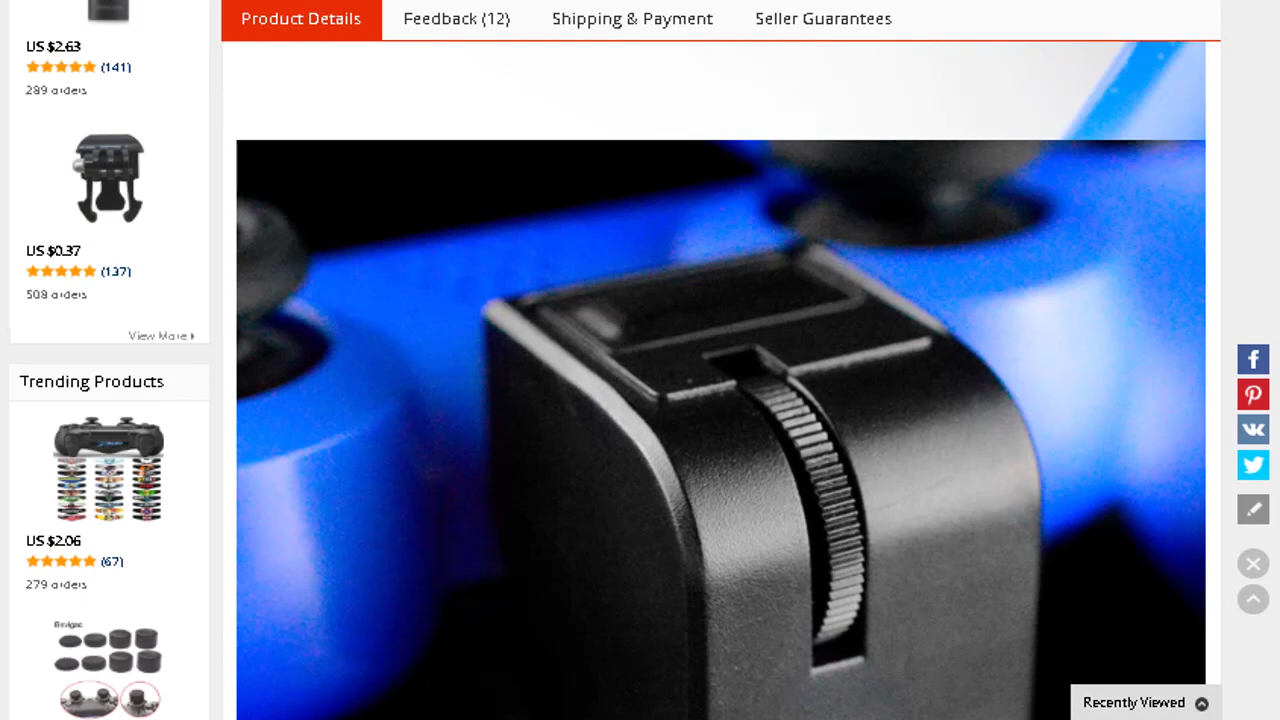 Product Details
Feedback (12)
Shipping & Payment
Seller Guarantees
US $2.63
(141)
289 orders
US $0.37
(137)
508 orders
View More
Trending Products
US $2.06
(67)
279 orders
Bevigac
Recently Viewed